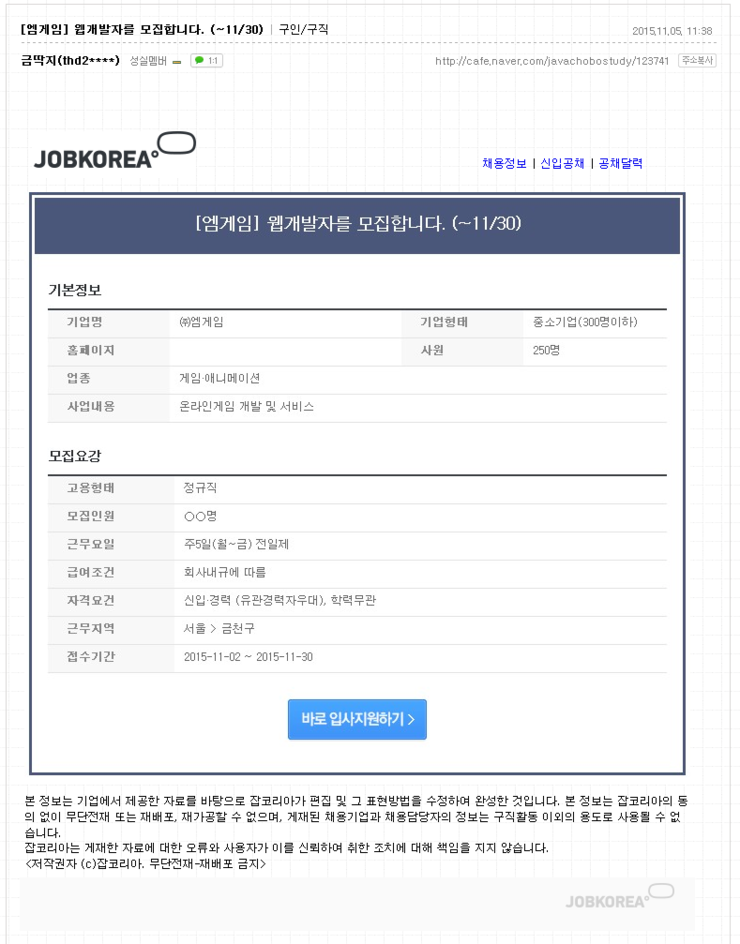 [엠게임] 웹개발자를 모집합니다. (~11/30) | 구인/구직
2015.11.05. 11:38
금딱지(thd2****) 성실멤버 1:1
http://cafe.naver.com/javachobostudy/123741 주소복사
JOBKOREA
채용정보 | 신입공채 | 공채달력
[엠게임] 웹개발자를 모집합니다. (~11/30)
기본정보
기업명 ㈜엠게임 기업형태 중소기업(300명이하)
홈페이지 사원 250명
업종 게임·애니메이션
사업내용 온라인게임 개발 및 서비스
모집요강
고용형태 정규직
모집인원 ○○명
근무요일 주5일(월~금) 전일제
급여조건 회사내규에 따름
자격요건 신입·경력 (유관경력자우대), 학력무관
근무지역 서울 > 금천구
접수기간 2015-11-02 ~ 2015-11-30
바로 입사지원하기 >
본 정보는 기업에서 제공한 자료를 바탕으로 잡코리아가 편집 및 그 표현방법을 수정하여 완성한 것입니다. 본 정보는 잡코리아의 동
의 없이 무단전재 또는 재배포, 재가공할 수 없으며, 게재된 채용기업과 채용담당자의 정보는 구직활동 이외의 용도로 사용될 수 없
습니다.
잡코리아는 게재한 자료에 대한 오류와 사용자가 이를 신뢰하여 취한 조치에 대해 책임을 지지 않습니다.
<저작권자 (c)잡코리아. 무단전재-재배포 금지>
JOBKOREA